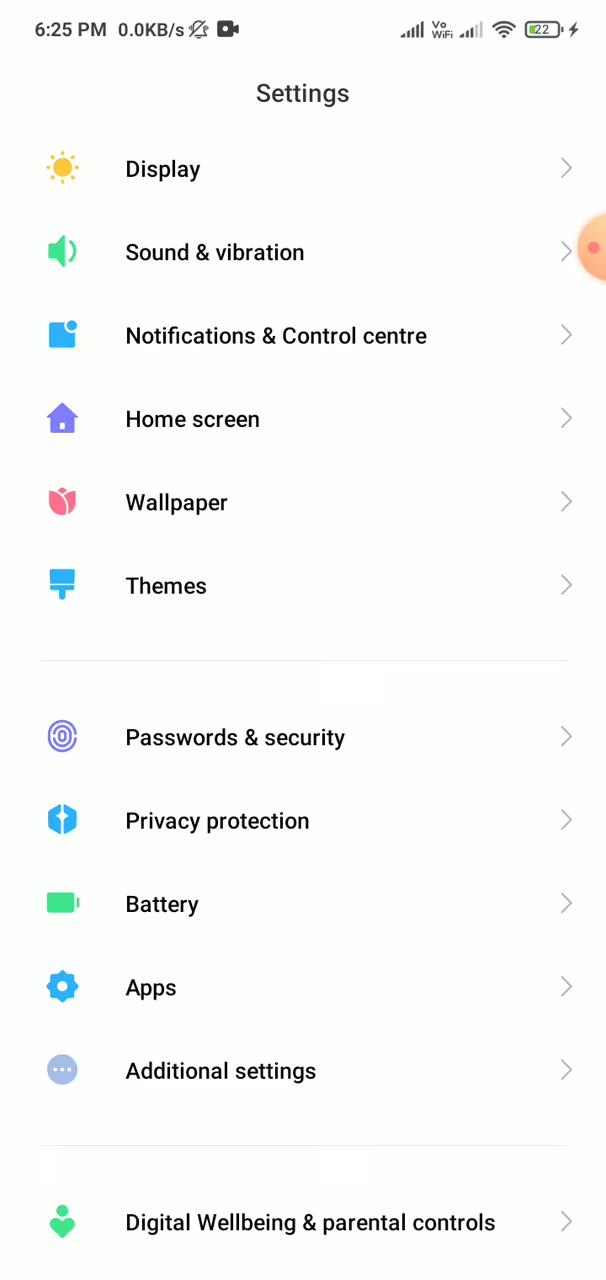 6:25 PM 0.0KB/s Vo WiFi 22
Settings
Display
Sound & vibration
Notifications & Control centre
Home screen
Wallpaper
Themes
Passwords & security
Privacy protection
Battery
Apps
Additional settings
Digital Wellbeing & parental controls